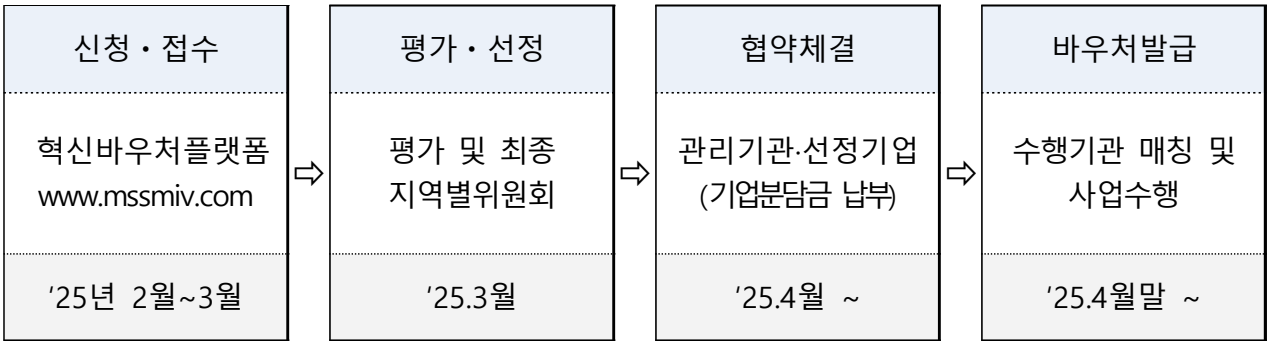 신청・접수
혁신바우처플랫폼
www.mssmiv.com
'25년 2월~3월
⇨
평가・선정
평가 및 최종
지역별위원회
'25.3월
⇨
협약체결
관리기관·선정기업
(기업분담금 납부)
'25.4월 ~
⇨
바우처발급
수행기관 매칭 및
사업수행
'25.4월말 ~